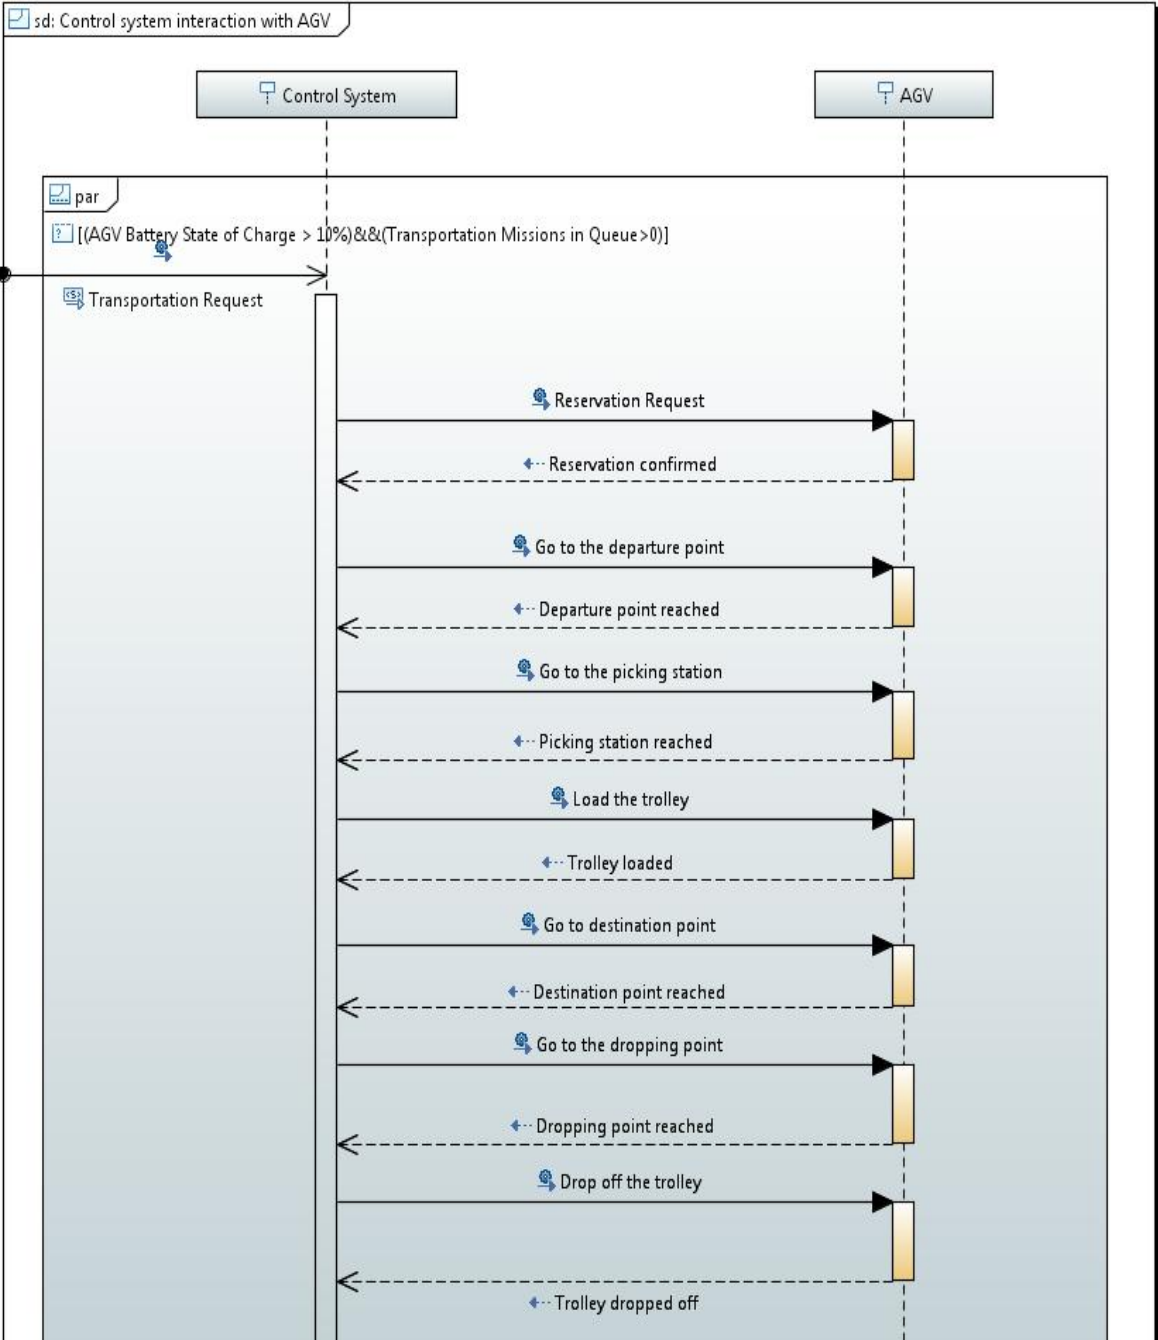 sd: Control system interaction with AGV
Control System
AGV
par
[(AGV Battery State of Charge > 10%)&&(Transportation Missions in Queue>0)]
Transportation Request
Reservation Request
Reservation confirmed
Go to the departure point
Departure point reached
Go to the picking station
Picking station reached
Load the trolley
Trolley loaded
Go to destination point
Destination point reached
Go to the dropping point
Dropping point reached
Drop off the trolley
Trolley dropped off